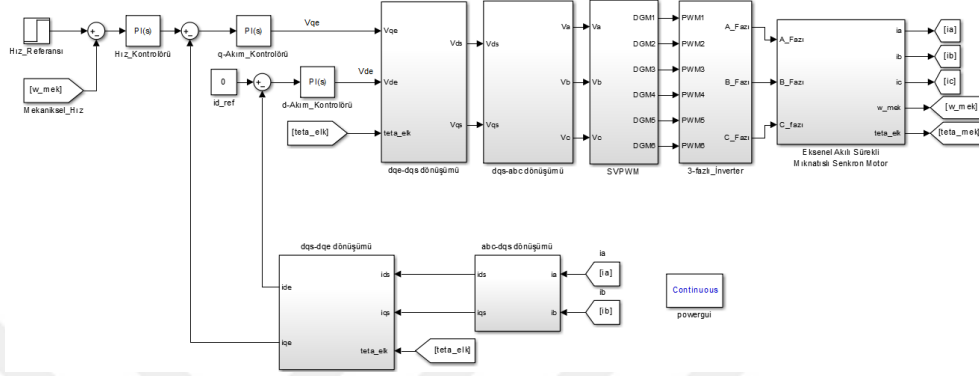 Hız_Referansı
[w_mek]
Mekaniksel_Hız
PI(s)
Hız_Kontrolörü
PI(s)
q-Akım_Kontrolörü
Vqe
0
id_ref
PI(s)
d-Akım_Kontrolörü
Vde
[teta_elk]
Vqe
Vde
teta_elk
Vds
Vqs
dqe-dqs dönüşümü
Vds
Vqs
Va
Vb
Vc
dqs-abc dönüşümü
Va
Vb
Vc
DGM1
DGM2
DGM3
DGM4
DGM5
DGM6
SVPWM
PWM1
PWM2
PWM3
PWM4
PWM5
PWM6
A_Fazı
B_Fazı
C_Fazı
3-fazlı_İnverter
A_Fazı
B_Fazı
C_fazı
ia
ib
ic
w_mek
teta_elk
Eksenel Akılı Sürekli
Mıknatıslı Senkron Motor
[ia]
[ib]
[ic]
[w_mek]
[teta_mek]
dqs-dqe dönüşümü
ide
iqe
ids
iqs
teta_elk
[teta_elk]
abc-dqs dönüşümü
ids
iqs
ia
ib
ia
[ia]
ib
[ib]
Continuous
powergui